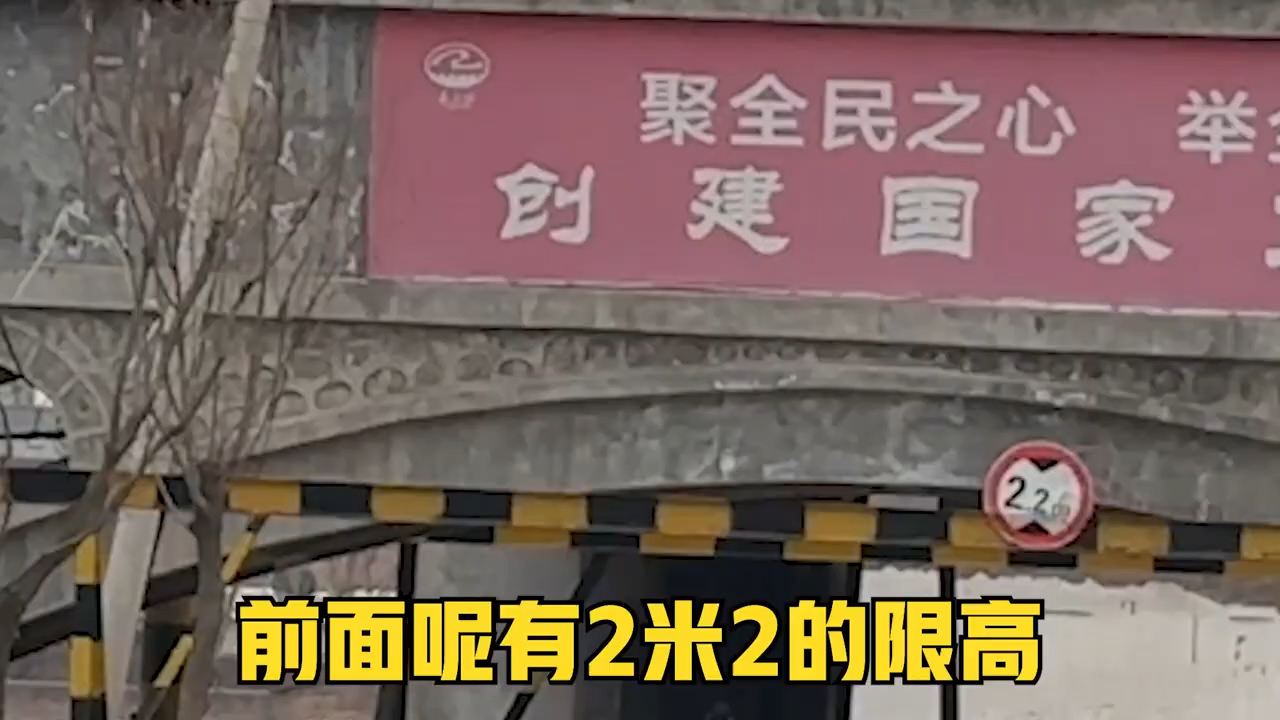 聚全民之心 举
创建国家
2.2m
前面呢有2米2的限高